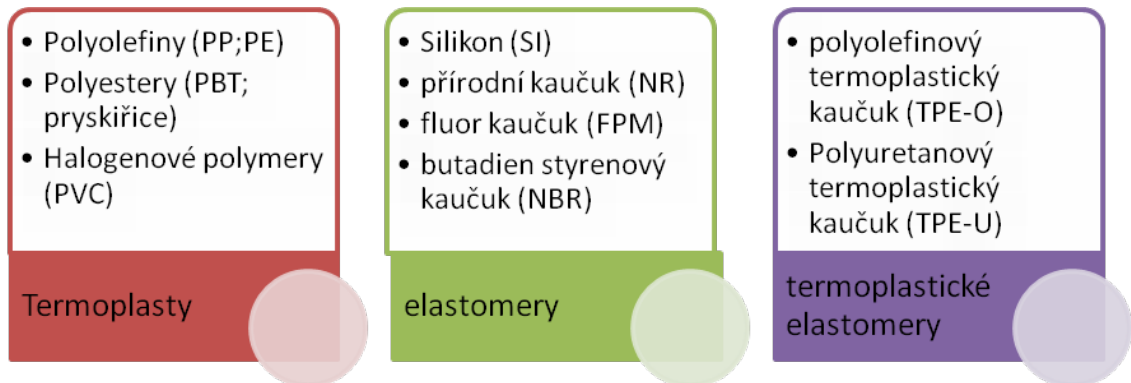 • Polyolefiny (PP;PE)
• Polyestery (PBT;
pryskiřice)
• Halogenové polymery
(PVC)
Termoplasty
• Silikon (SI)
• přírodní kaučuk (NR)
• fluor kaučuk (FPM)
• butadien styrenový
kaučuk (NBR)
elastomery
• polyolefinový
termoplastický
kaučuk (TPE-O)
• Polyuretanový
termoplastický
kaučuk (TPE-U)
termoplastické
elastomery